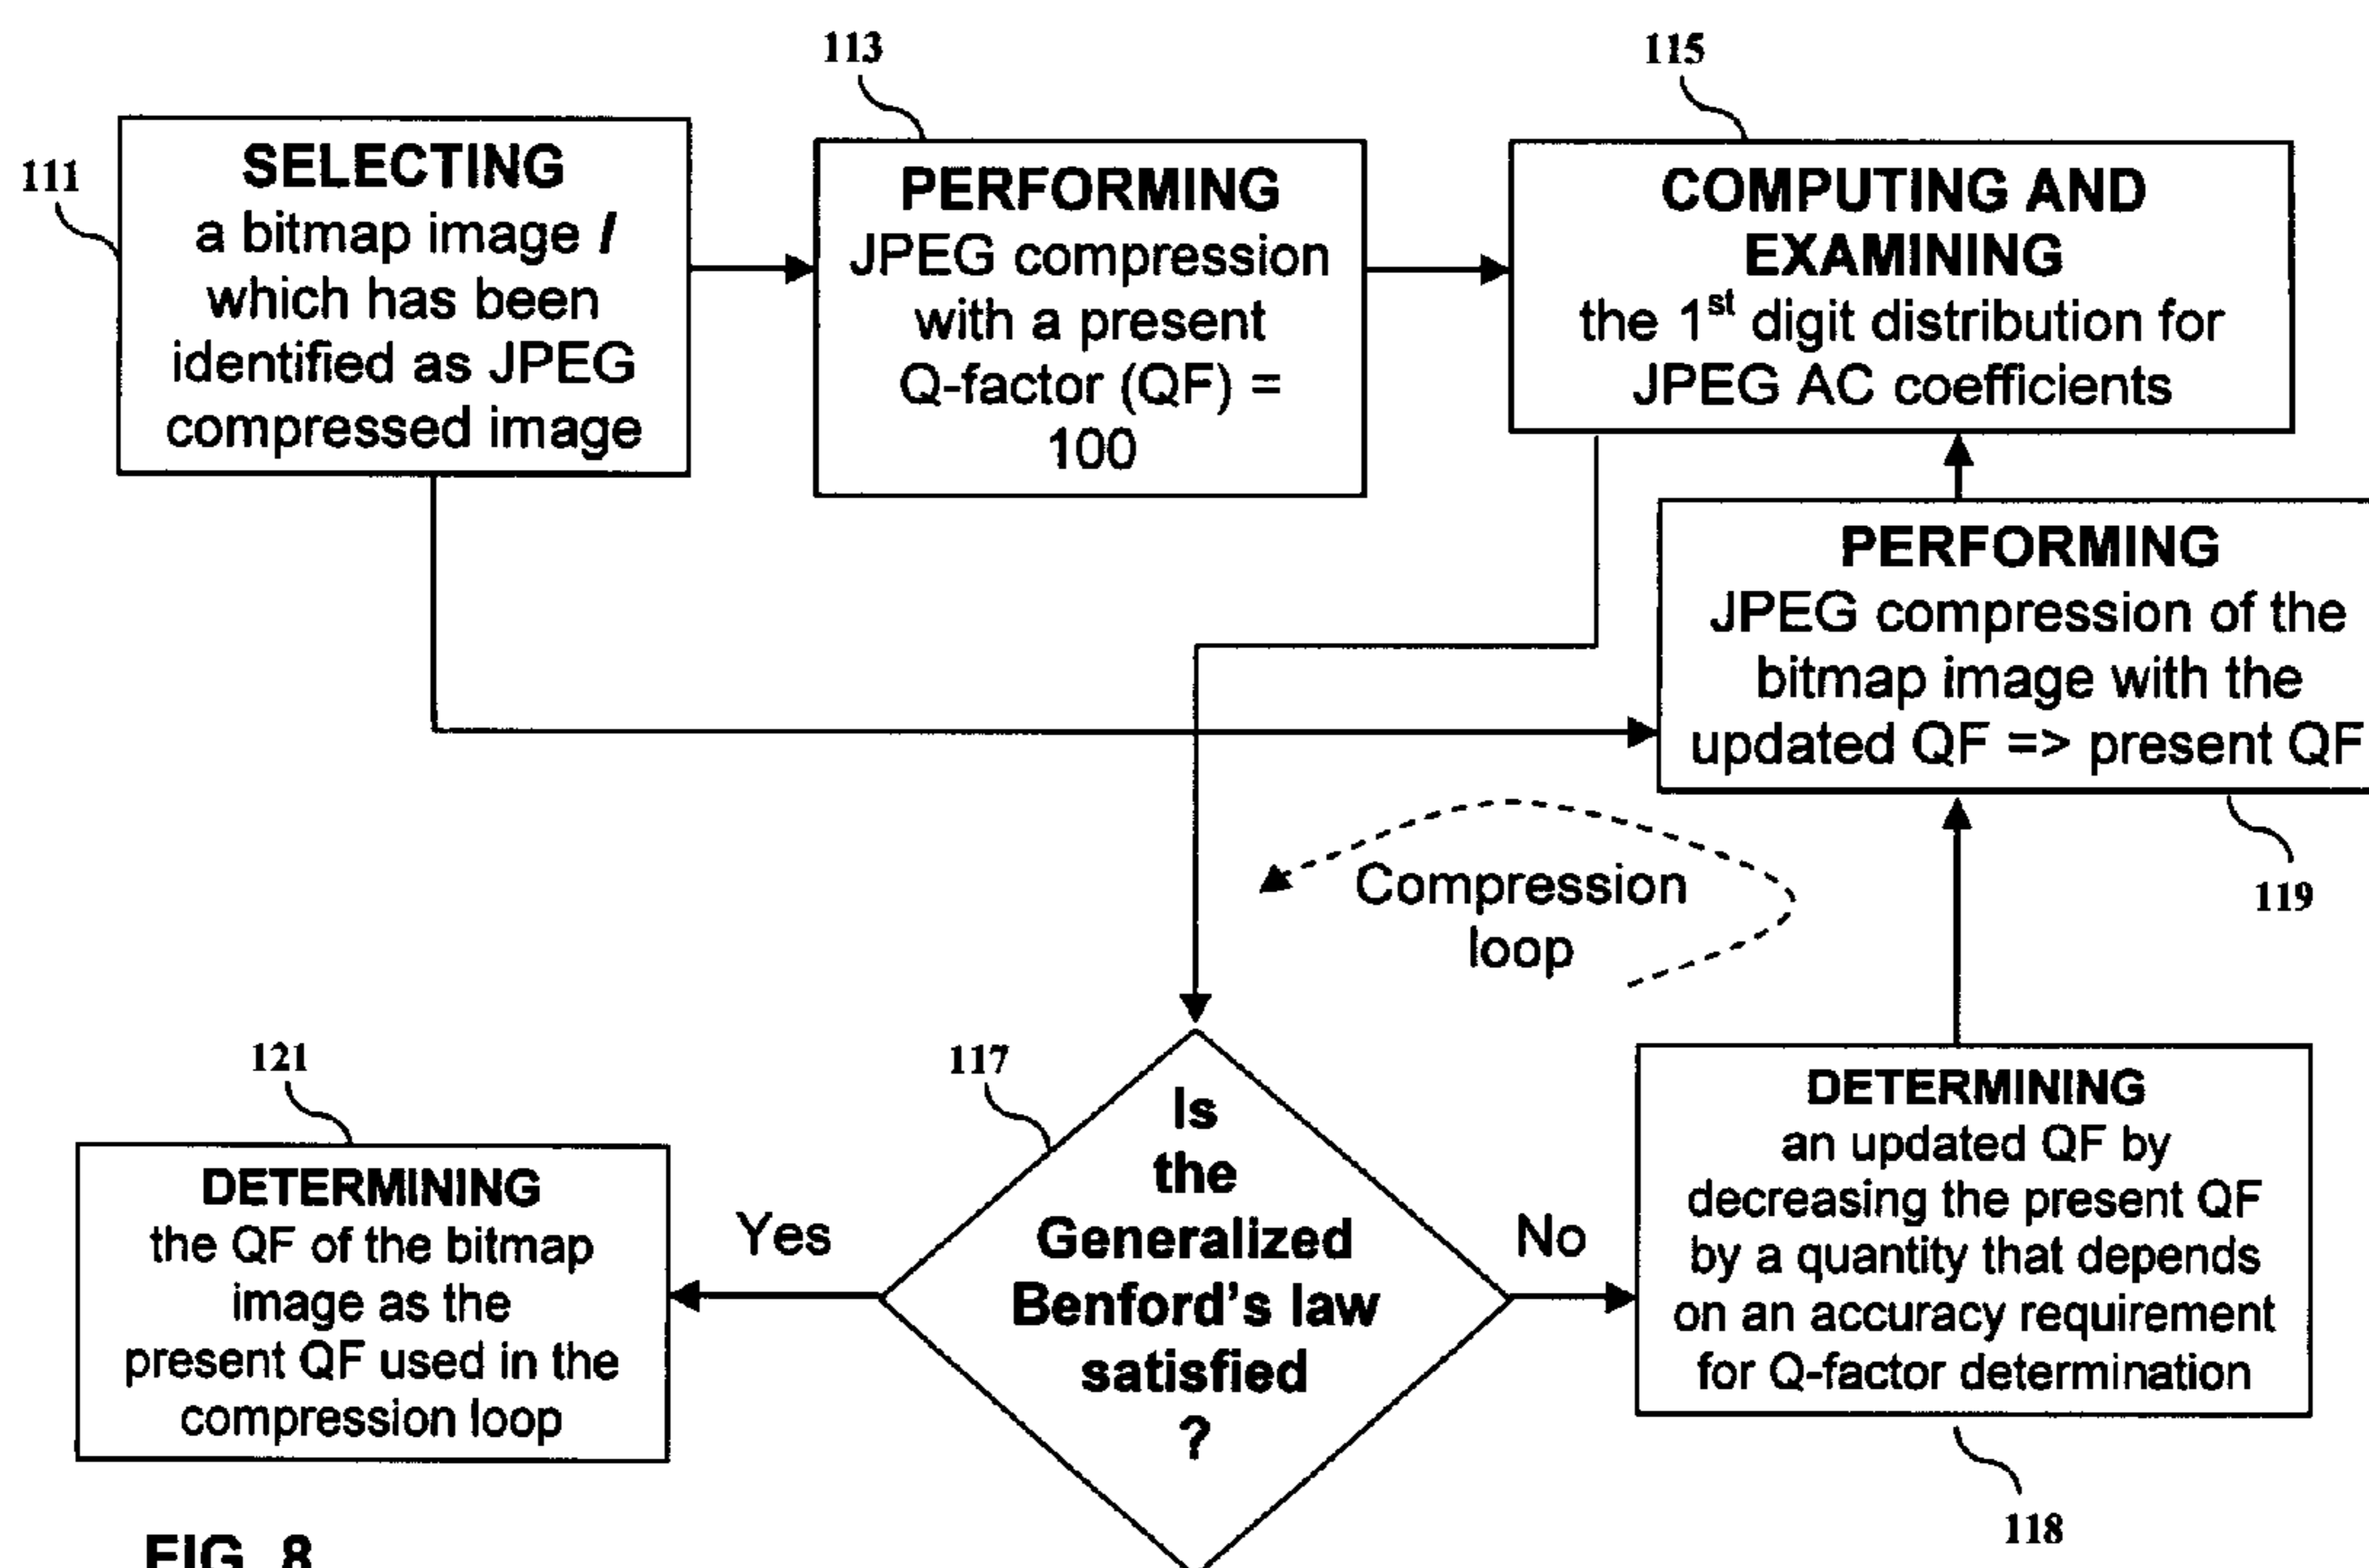 111
SELECTING
a bitmap image I
which has been
identified as JPEG
compressed image
113
PERFORMING
JPEG compression
with a present
Q-factor (QF) =
100
115
COMPUTING AND
EXAMINING
the 1st digit distribution for
JPEG AC coefficients
PERFORMING
JPEG compression of the
bitmap image with the
updated QF => present QF
119
Compression
loop
117
Is
the
Generalized
Benford's law
satisfied
?
Yes
No
121
DETERMINING
the QF of the bitmap
image as the
present QF used in the
compression loop
DETERMINING
an updated QF by
decreasing the present QF
by a quantity that depends
on an accuracy requirement
for Q-factor determination
118
FIG. 8